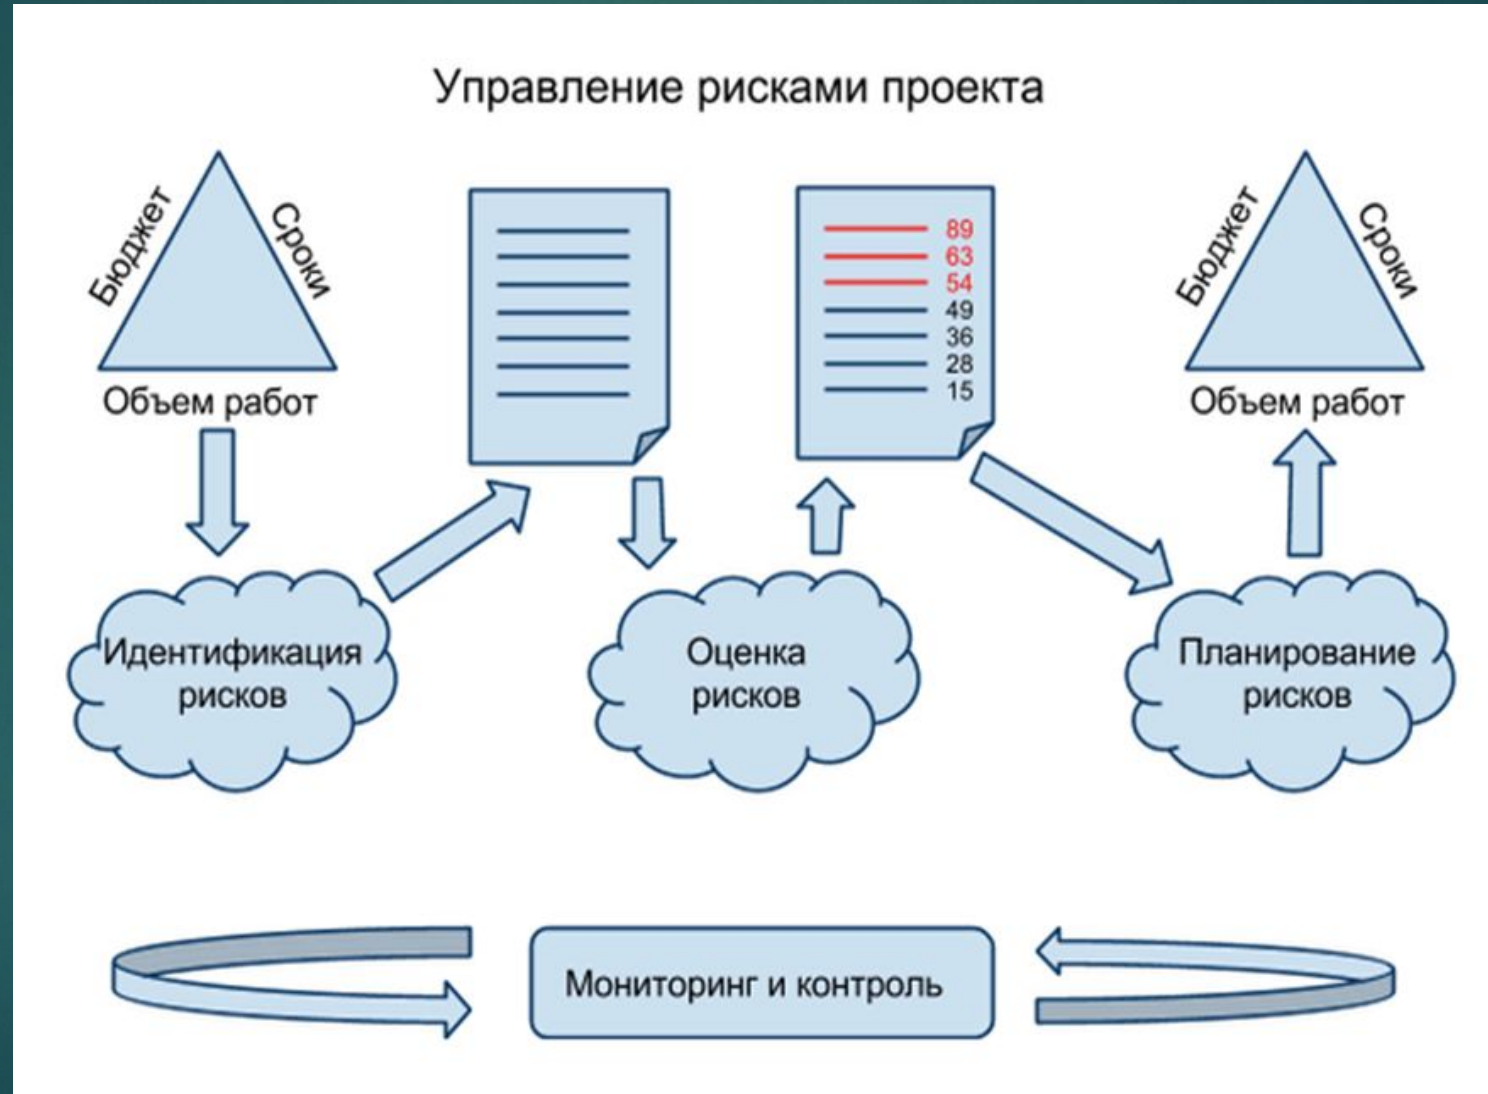 Управление рисками проекта
Бюджет
Сроки
Объем работ
89
63
54
49
36
28
15
Бюджет
Сроки
Объем работ
Идентификация
рисков
Оценка
рисков
Планирование
рисков
Мониторинг и контроль